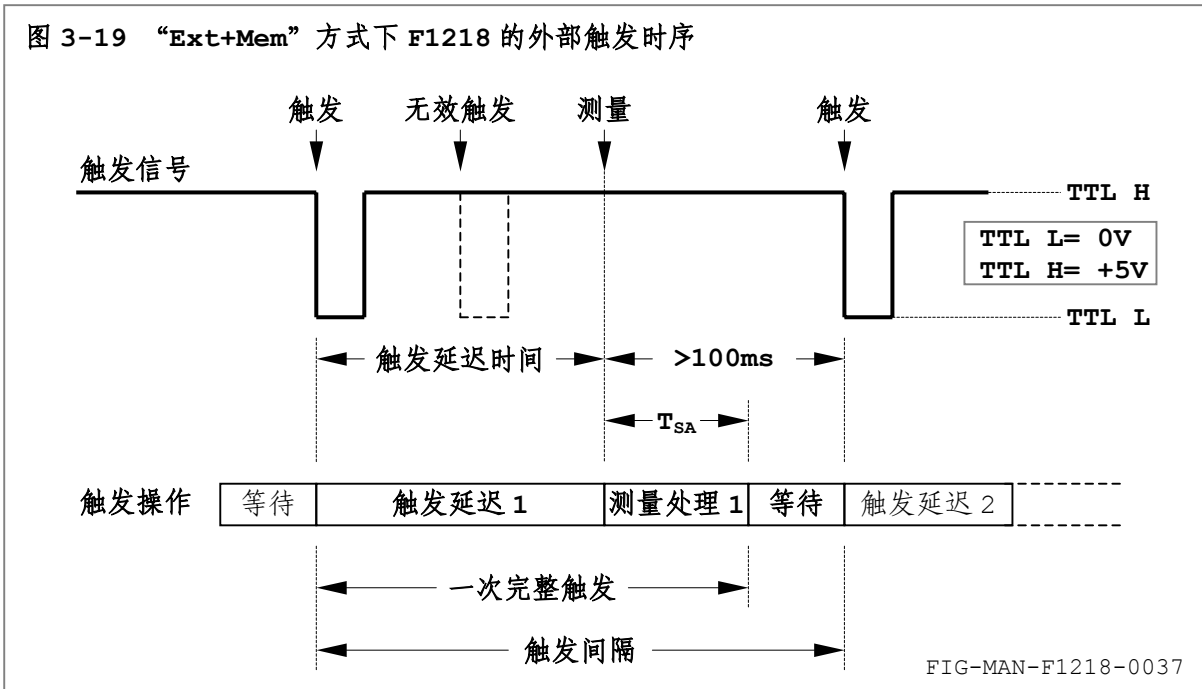 图 3-19 “Ext+Mem”方式下 F1218 的外部触发时序
触发 无效触发 测量 触发
触发信号
TTL H
TTL L= 0V
TTL H= +5V
TTL L
触发延迟时间 >100ms
TSA
触发操作 等待 触发延迟 1 测量处理 1 等待 触发延迟 2
一次完整触发
触发间隔
FIG-MAN-F1218-0037